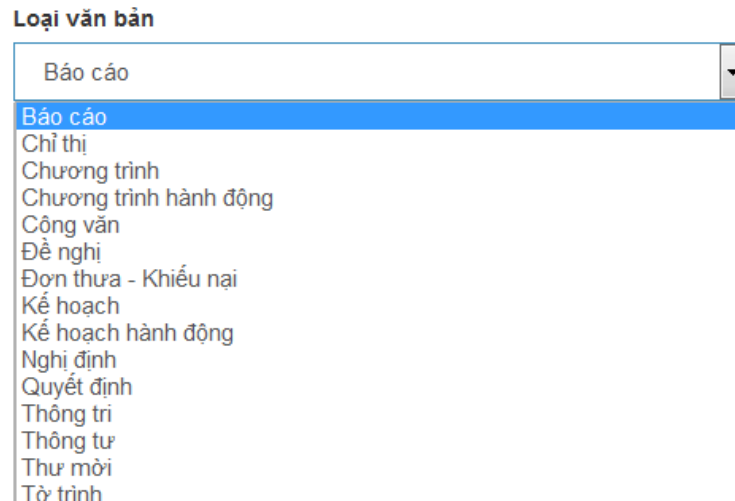 Loại văn bản
Báo cáo
Báo cáo
Chỉ thị
Chương trình
Chương trình hành động
Công văn
Đề nghị
Đơn thưa - Khiếu nại
Kế hoạch
Kế hoạch hành động
Nghị định
Quyết định
Thông tri
Thông tư
Thư mời
Tờ trình